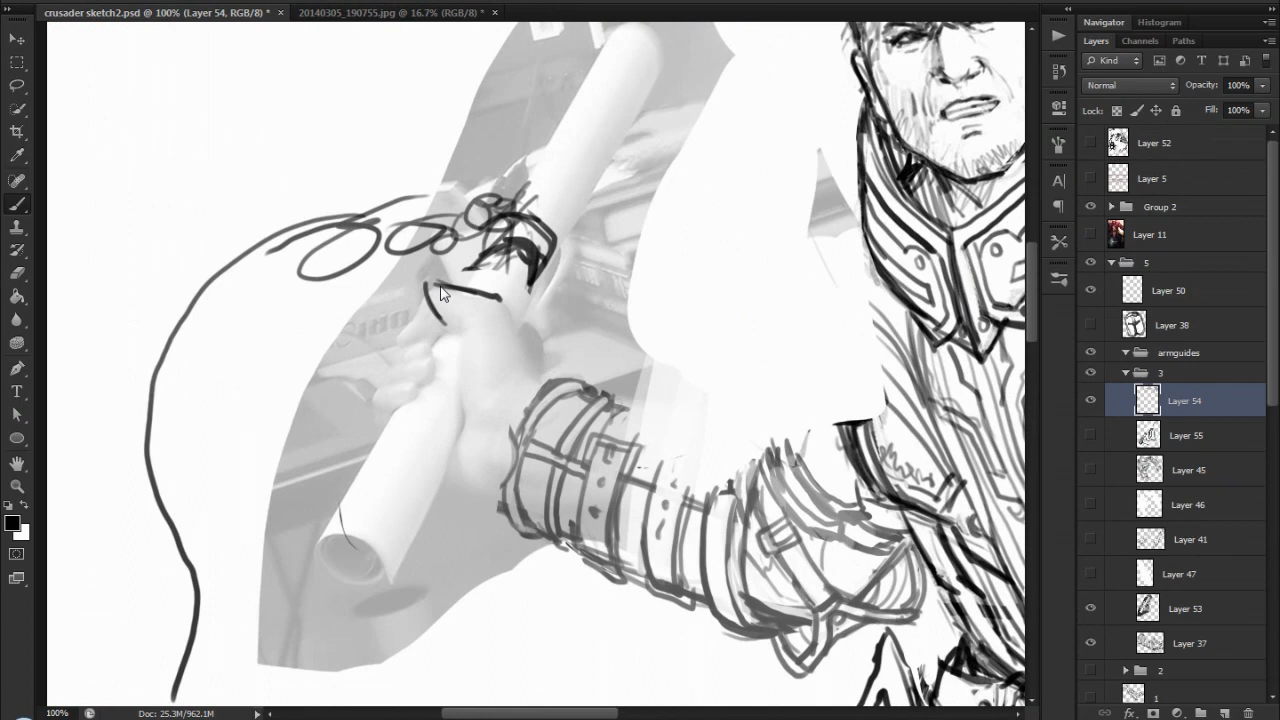 crusader sketch2.psd @ 100% (Layer 54, RGB/8) *
20140305_190755.jpg @ 16.7% (RGB/8) *
Navigator Histogram
Layers Channels Paths
Kind
Normal Opacity: 100%
Lock: Fill: 100%
Layer 52
Layer 5
Group 2
Layer 11
5
Layer 50
Layer 38
armguides
3
Layer 54
Layer 55
Layer 45
Layer 46
Layer 41
Layer 47
Layer 53
Layer 37
2
1
100% Doc: 25.3M/962.1M